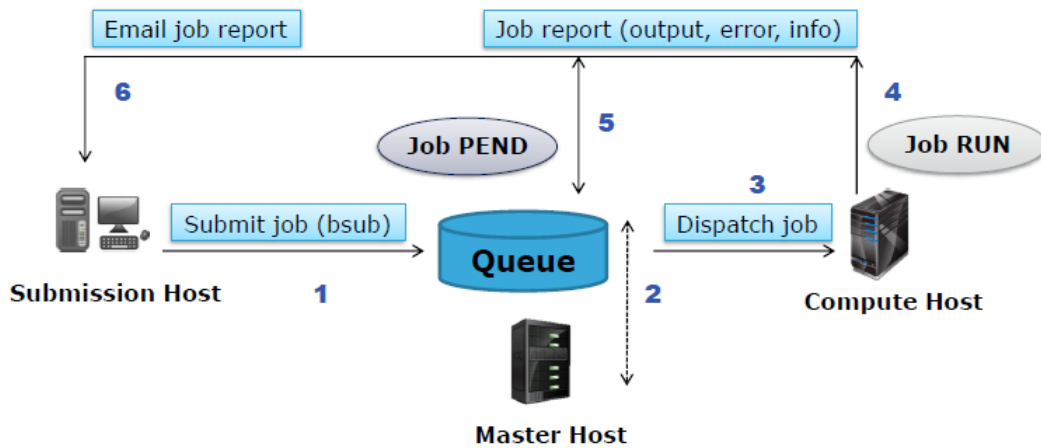 Email job report
Job report (output, error, info)
6
5
4
Job PEND
Job RUN
3
Submit job (bsub)
Dispatch job
Queue
Submission Host
1
2
Compute Host
Master Host